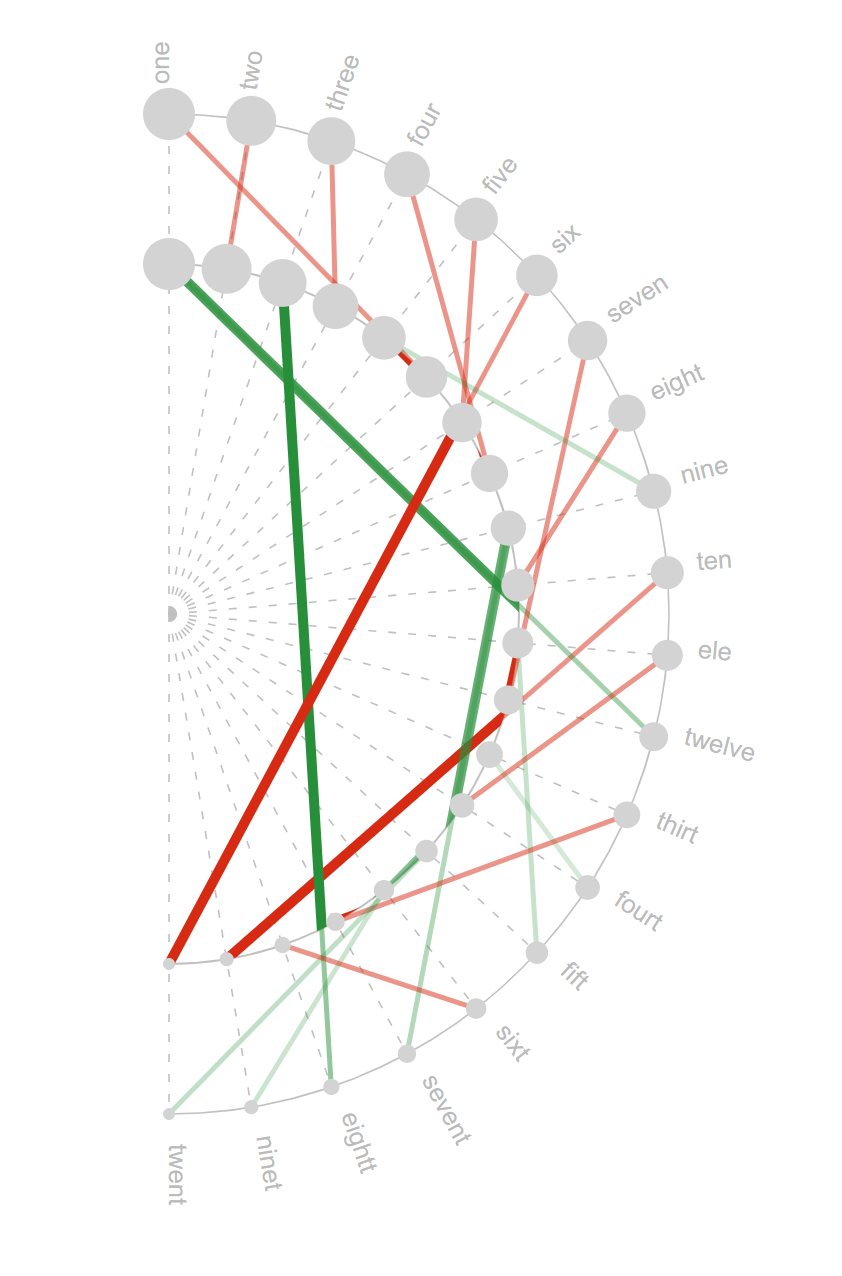 one
two
three
four
five
six
seven
eight
nine
ten
ele
twelve
thirt
fourt
fift
sixt
sevent
eightt
ninet
twent